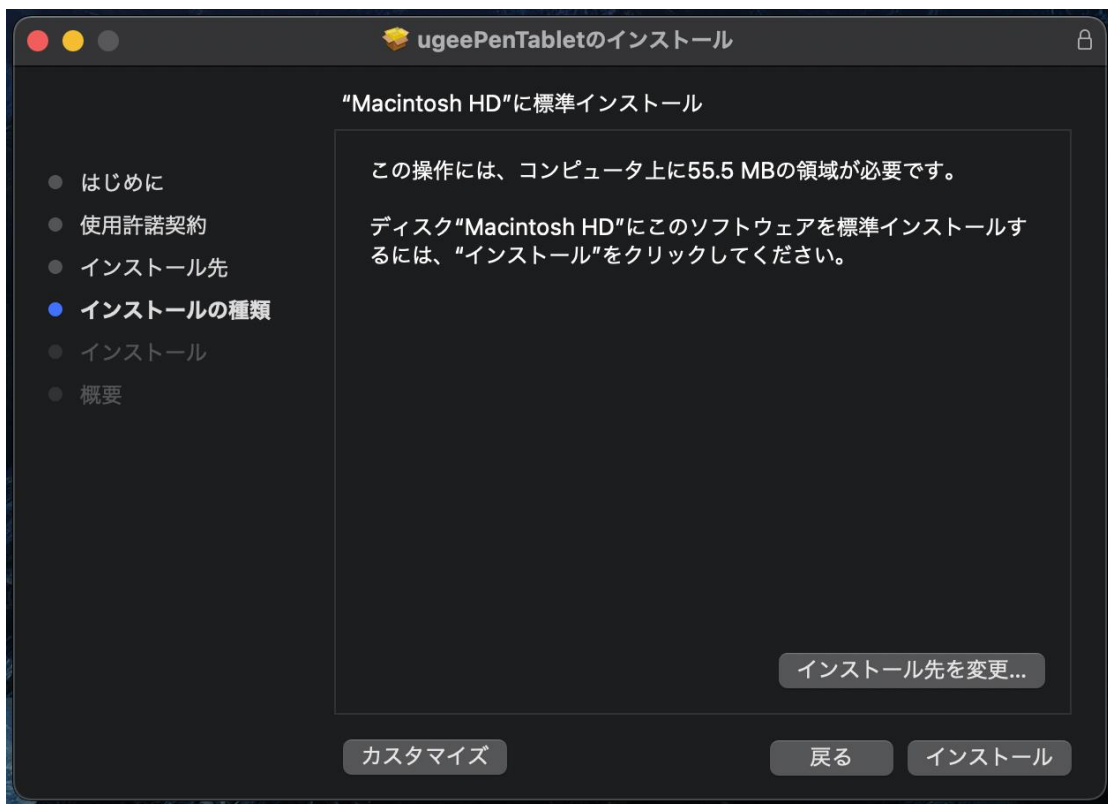 ugeePenTabletのインストール
“Macintosh HD”に標準インストール
はじめに
使用許諾契約
インストール先
インストールの種類
インストール
概要
この操作には、コンピュータ上に55.5 MBの領域が必要です。
ディスク“Macintosh HD”にこのソフトウェアを標準インストールす
るには、“インストール”をクリックしてください。
インストール先を変更...
カスタマイズ
戻る
インストール